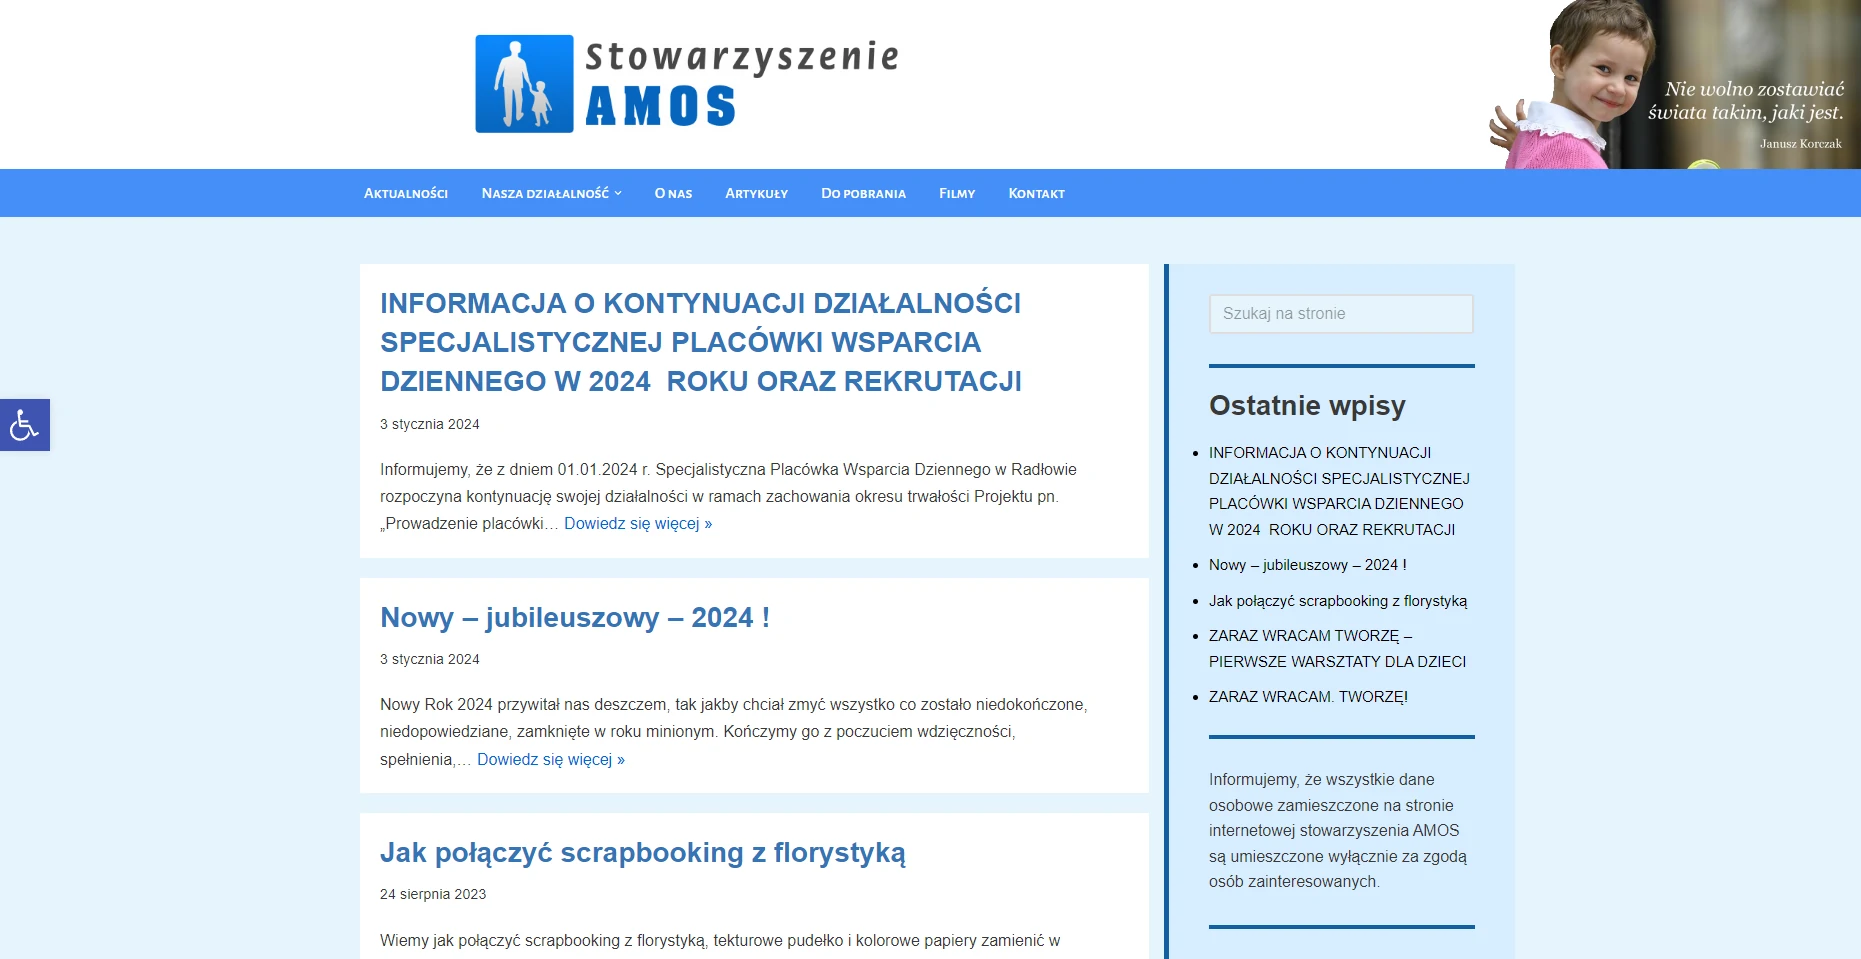 Stowarzyszenie
AMOS
Nie wolno zostawiać
świata takim, jaki jest.
Janusz Korczak
Aktualności
Nasza działalność
O nas
Artykuły
Do pobrania
Filmy
Kontakt
INFORMACJA O KONTYNUACJI DZIAŁALNOŚCI
SPECJALISTYCZNEJ PLACÓWKI WSPARCIA
DZIENNEGO W 2024 ROKU ORAZ REKRUTACJI
3 stycznia 2024
Informujemy, że z dniem 01.01.2024 r. Specjalistyczna Placówka Wsparcia Dziennego w Radłowie
rozpoczyna kontynuację swojej działalności w ramach zachowania okresu trwałości Projektu pn.
„Prowadzenie placówki… Dowiedz się więcej »
Nowy – jubileuszowy – 2024 !
3 stycznia 2024
Nowy Rok 2024 przywitał nas deszczem, tak jakby chciał zmyć wszystko co zostało niedokończone,
niedopowiedziane, zamknięte w roku minionym. Kończymy go z poczuciem wdzięczności,
spełnienia,… Dowiedz się więcej »
Jak połączyć scrapbooking z florystyką
24 sierpnia 2023
Wiemy jak połączyć scrapbooking z florystyką, tekturowe pudełko i kolorowe papiery zamienić w
Szukaj na stronie
Ostatnie wpisy
INFORMACJA O KONTYNUACJI
DZIAŁALNOŚCI SPECJALISTYCZNEJ
PLACÓWKI WSPARCIA DZIENNEGO
W 2024 ROKU ORAZ REKRUTACJI
Nowy – jubileuszowy – 2024 !
Jak połączyć scrapbooking z florystyką
ZARAZ WRACAM TWORZĘ –
PIERWSZE WARSZTATY DLA DZIECI
ZARAZ WRACAM. TWORZĘ!
Informujemy, że wszystkie dane
osobowe zamieszczone na stronie
internetowej stowarzyszenia AMOS
są umieszczone wyłącznie za zgodą
osób zainteresowanych.